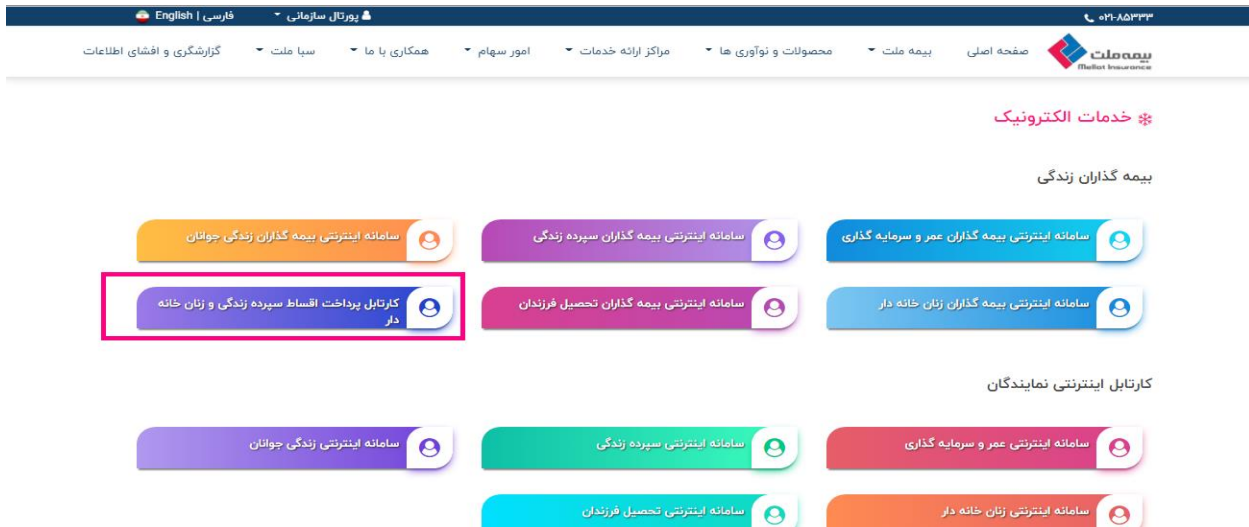 ۰۲۱-۸۵۳۳۳
پورتال سازمانی
فارسی | English
بیمه ملت
Mellat Insurance
صفحه اصلی
بیمه ملت
محصولات و نوآوری ها
مراکز ارائه خدمات
امور سهام
همکاری با ما
سبا ملت
گزارشگری و افشای اطلاعات
خدمات الکترونیک
بیمه گذاران زندگی
سامانه اینترنتی بیمه گذاران عمر و سرمایه گذاری
سامانه اینترنتی بیمه گذاران سپرده زندگی
سامانه اینترنتی بیمه گذاران زندگی جوانان
سامانه اینترنتی بیمه گذاران زنان خانه دار
سامانه اینترنتی بیمه گذاران تحصیل فرزندان
کارتابل پرداخت اقساط سپرده زندگی و زنان خانه
دار
کارتابل اینترنتی نمایندگان
سامانه اینترنتی عمر و سرمایه گذاری
سامانه اینترنتی سپرده زندگی
سامانه اینترنتی زندگی جوانان
سامانه اینترنتی زنان خانه دار
سامانه اینترنتی تحصیل فرزندان